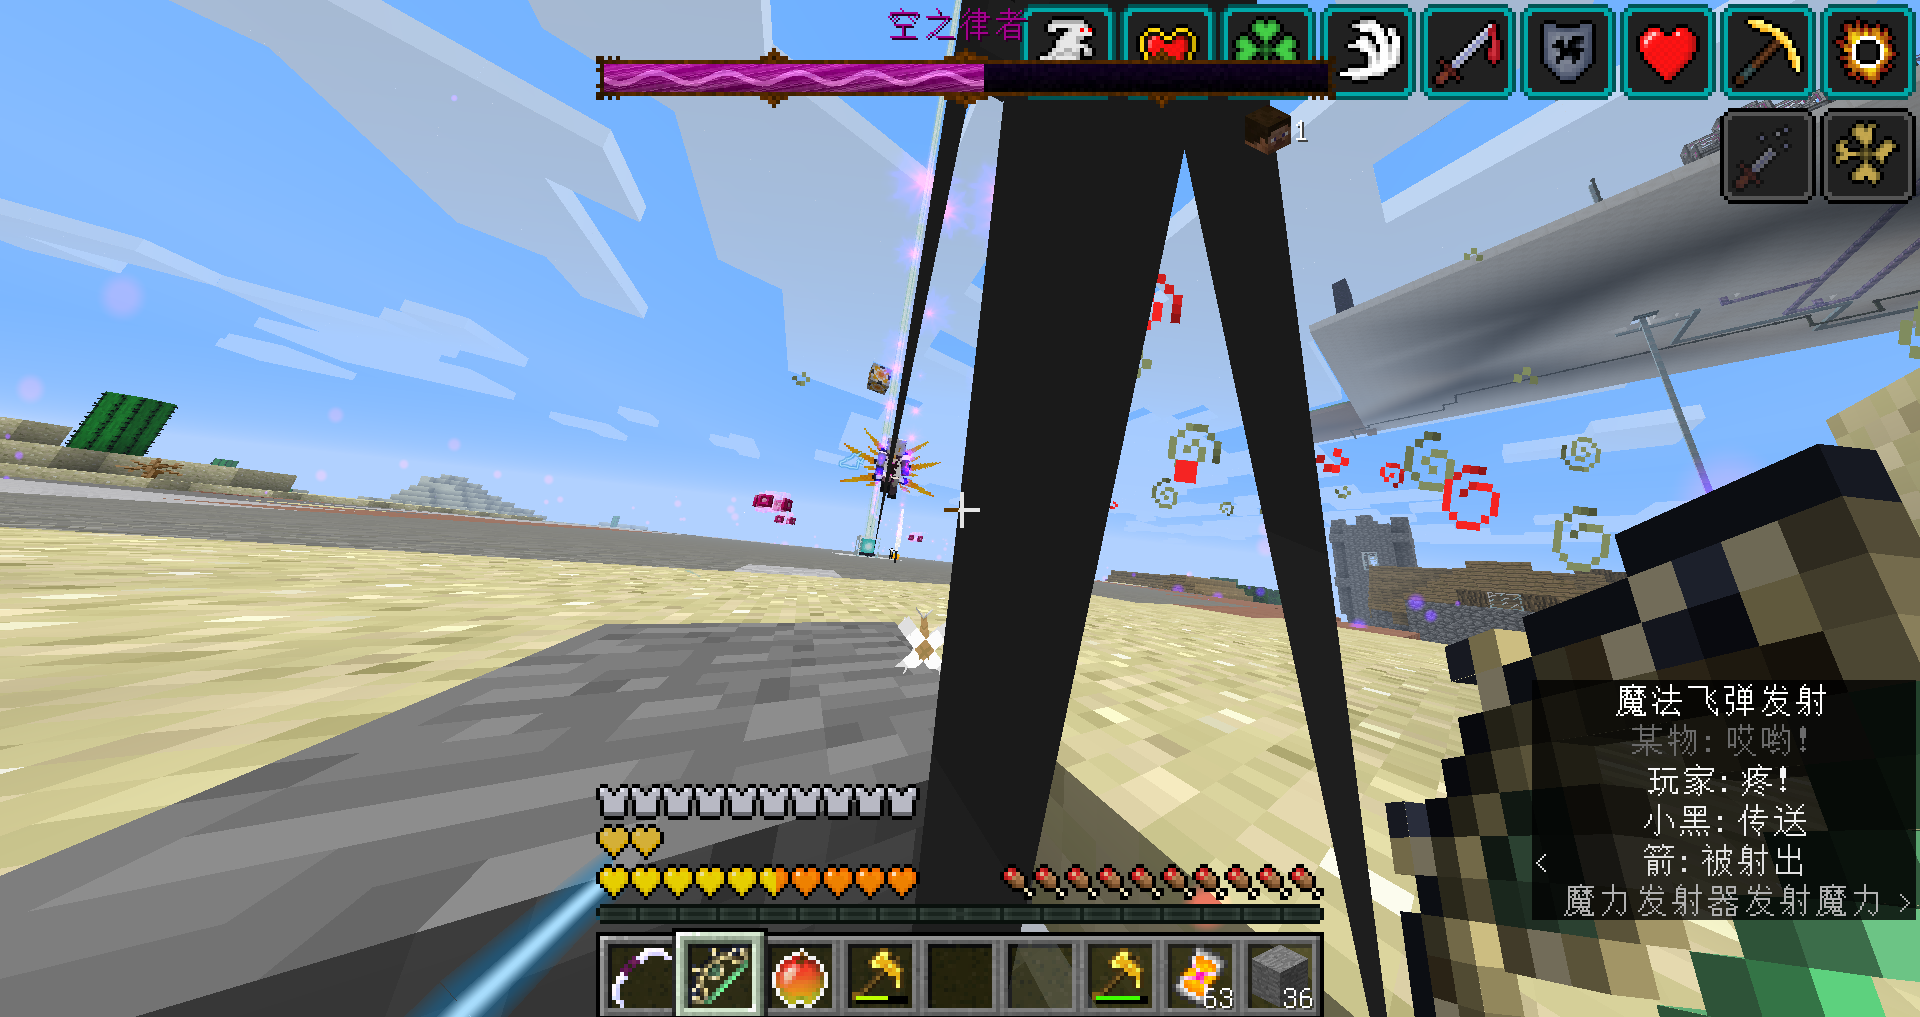 空之律者
1
魔法飞弹发射
某物: 哎哟!
玩家: 疼!
小黑: 传送
< 箭: 被射出
魔力发射器发射魔力 >
63
36